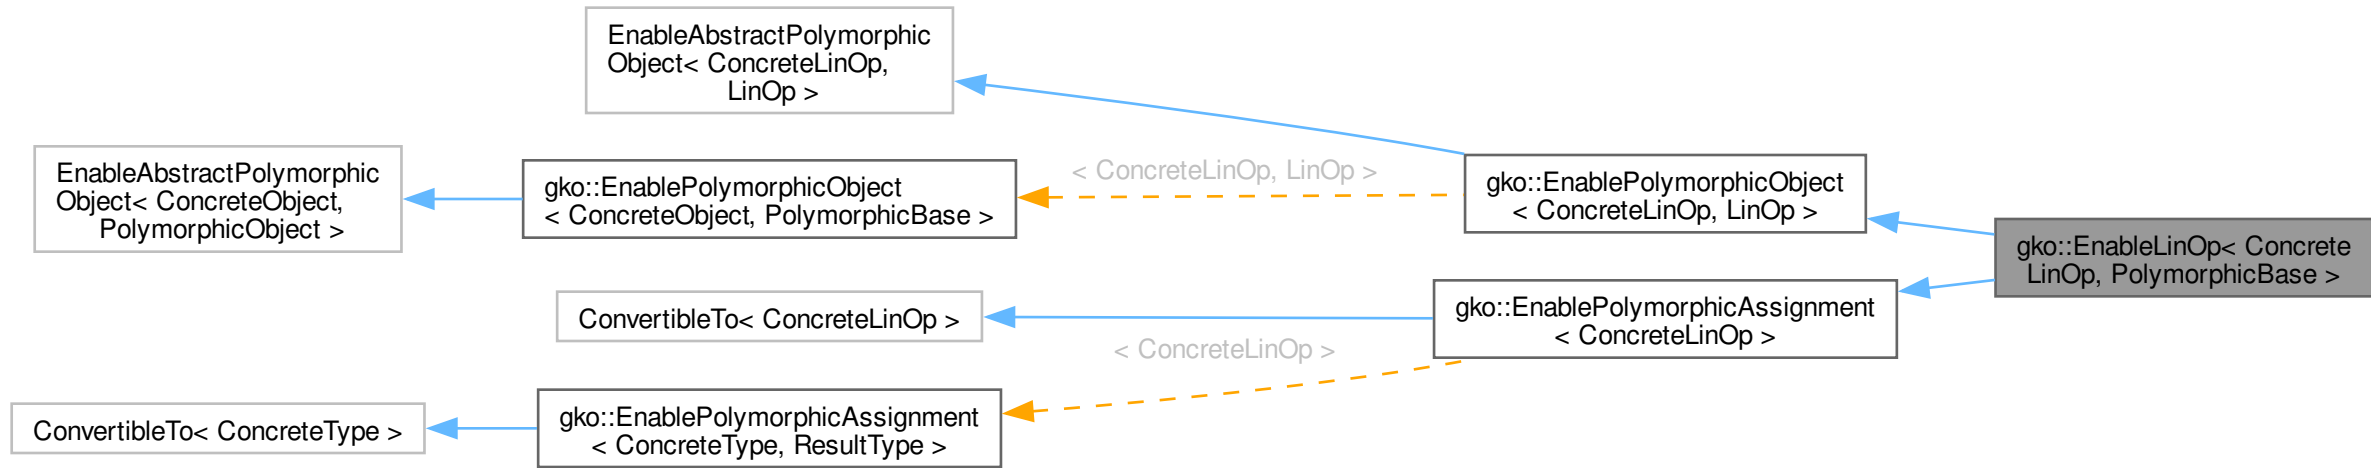 EnableAbstractPolymorphic
Object< ConcreteLinOp,
LinOp >
EnableAbstractPolymorphic
Object< ConcreteObject,
PolymorphicObject >
gko::EnablePolymorphicObject
< ConcreteObject, PolymorphicBase >
< ConcreteLinOp, LinOp >
gko::EnablePolymorphicObject
< ConcreteLinOp, LinOp >
gko::EnableLinOp< Concrete
LinOp, PolymorphicBase >
ConvertibleTo< ConcreteLinOp >
gko::EnablePolymorphicAssignment
< ConcreteLinOp >
< ConcreteLinOp >
ConvertibleTo< ConcreteType >
gko::EnablePolymorphicAssignment
< ConcreteType, ResultType >